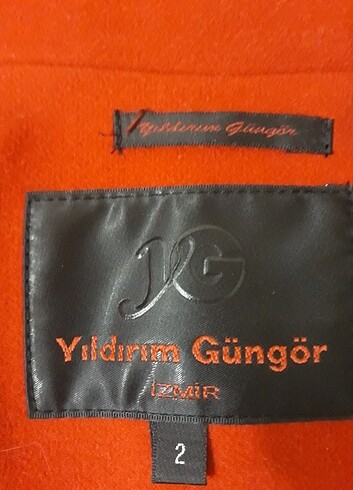 Yıldırım Güngör
YG
Yıldırım Güngör
İZMİR
2